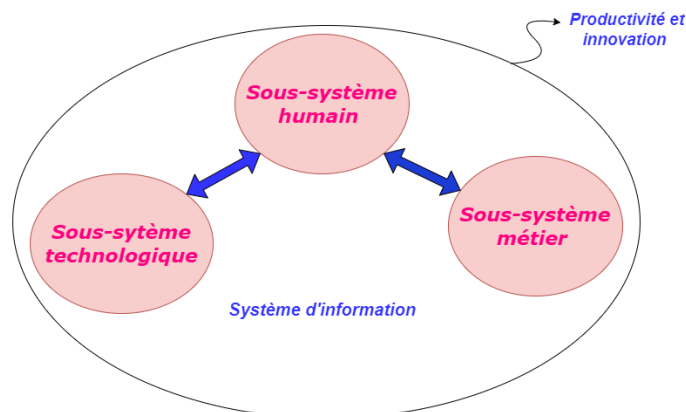 Productivité et
innovation
Sous-système
humain
Sous-sytème
technologique
Sous-système
métier
Système d'information